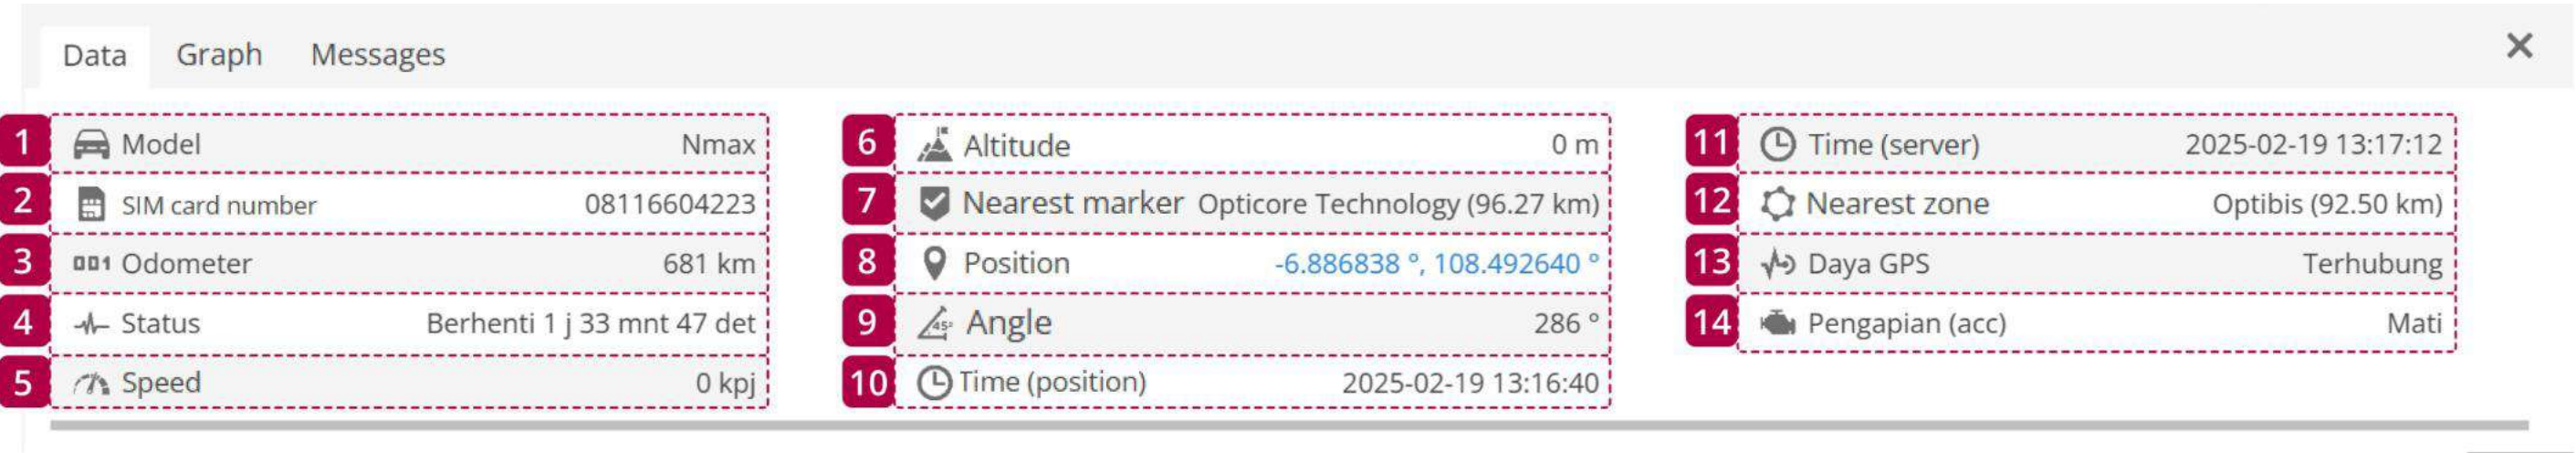 Data Graph Messages
1 Model Nmax
2 SIM card number 08116604223
3 Odometer 681 km
4 Status Berhenti 1 j 33 mnt 47 det
5 Speed 0 kpj
6 Altitude 0 m
7 Nearest marker Opticore Technology (96.27 km)
8 Position -6.886838 °, 108.492640 °
9 Angle 286 °
10 Time (position) 2025-02-19 13:16:40
11 Time (server) 2025-02-19 13:17:12
12 Nearest zone Optibis (92.50 km)
13 Daya GPS Terhubung
14 Pengapian (acc) Mati